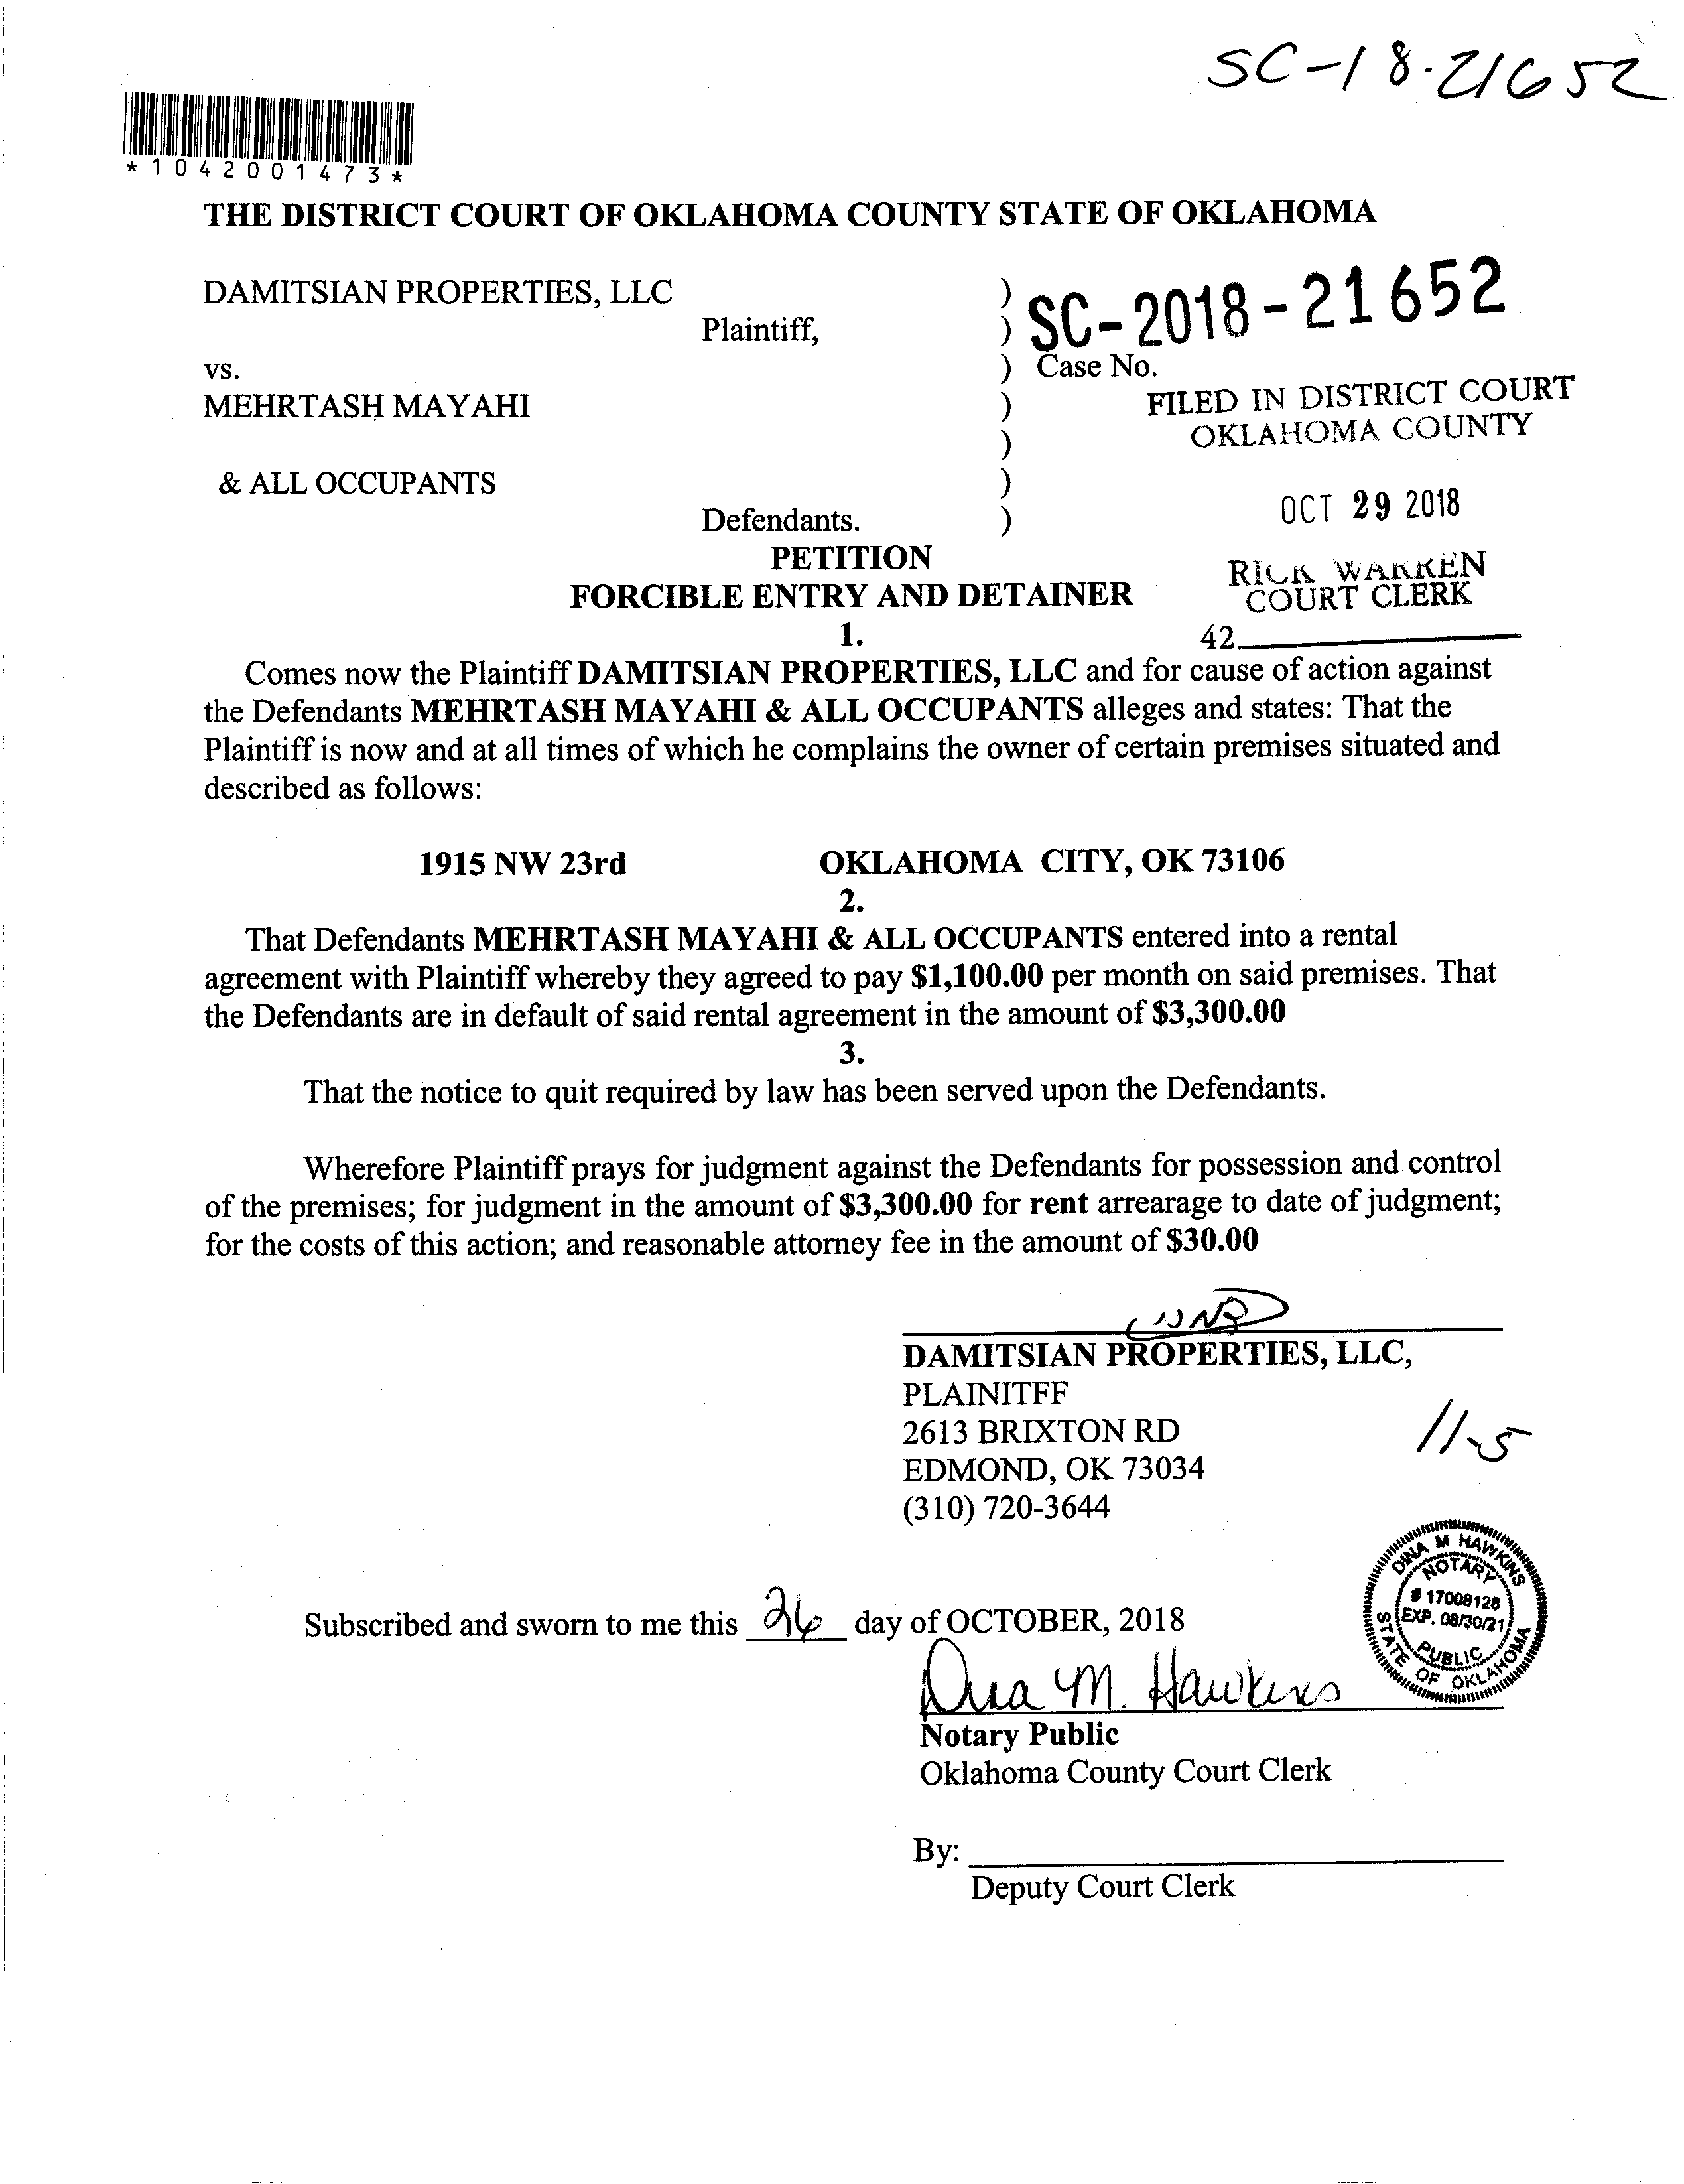 SC-18-21652
*1042001473*
THE DISTRICT COURT OF OKLAHOMA COUNTY STATE OF OKLAHOMA
DAMITSIAN PROPERTIES, LLC )
Plaintiff, ) SC-2018-21652
vs. ) Case No.
MEHRTASH MAYAHI )
FILED IN DISTRICT COURT
OKLAHOMA COUNTY
)
& ALL OCCUPANTS )
OCT 29 2018
Defendants. )
PETITION
RICK WARREN
FORCIBLE ENTRY AND DETAINER
COURT CLERK
1.
42
Comes now the Plaintiff DAMITSIAN PROPERTIES, LLC and for cause of action against
the Defendants MEHRTASH MAYAHI & ALL OCCUPANTS alleges and states: That the
Plaintiff is now and at all times of which he complains the owner of certain premises situated and
described as follows:
1915 NW 23rd OKLAHOMA CITY, OK 73106
2.
That Defendants MEHRTASH MAYAHI & ALL OCCUPANTS entered into a rental
agreement with Plaintiff whereby they agreed to pay $1,100.00 per month on said premises. That
the Defendants are in default of said rental agreement in the amount of $3,300.00
3.
That the notice to quit required by law has been served upon the Defendants.
Wherefore Plaintiff prays for judgment against the Defendants for possession and control
of the premises; for judgment in the amount of $3,300.00 for rent arrearage to date of judgment;
for the costs of this action; and reasonable attorney fee in the amount of $30.00
DAMITSIAN PROPERTIES, LLC,
PLAINITFF
2613 BRIXTON RD
11-5
EDMOND, OK 73034
(310) 720-3644
DINA M HAWKINS
NOTARY
# 17008128
EXP. 08/30/21
PUBLIC
STATE OF OKLAHOMA
Subscribed and sworn to me this 26 day of OCTOBER, 2018
Dina M. Hawkins
Notary Public
Oklahoma County Court Clerk
By:
Deputy Court Clerk